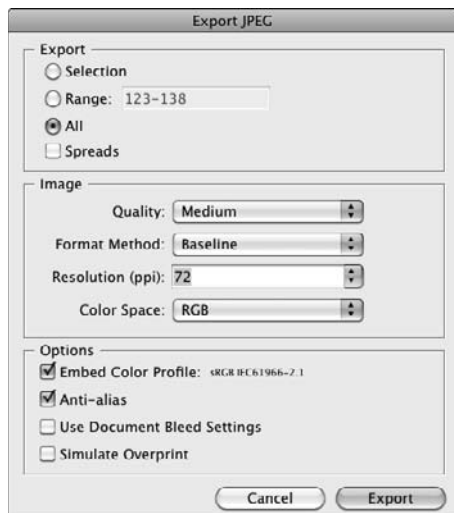 Export JPEG
Export
Selection
Range: 123-138
All
Spreads
Image
Quality: Medium
Format Method: Baseline
Resolution (ppi): 72
Color Space: RGB
Options
Embed Color Profile: sRGB IEC61966-2.1
Anti-alias
Use Document Bleed Settings
Simulate Overprint
Cancel Export